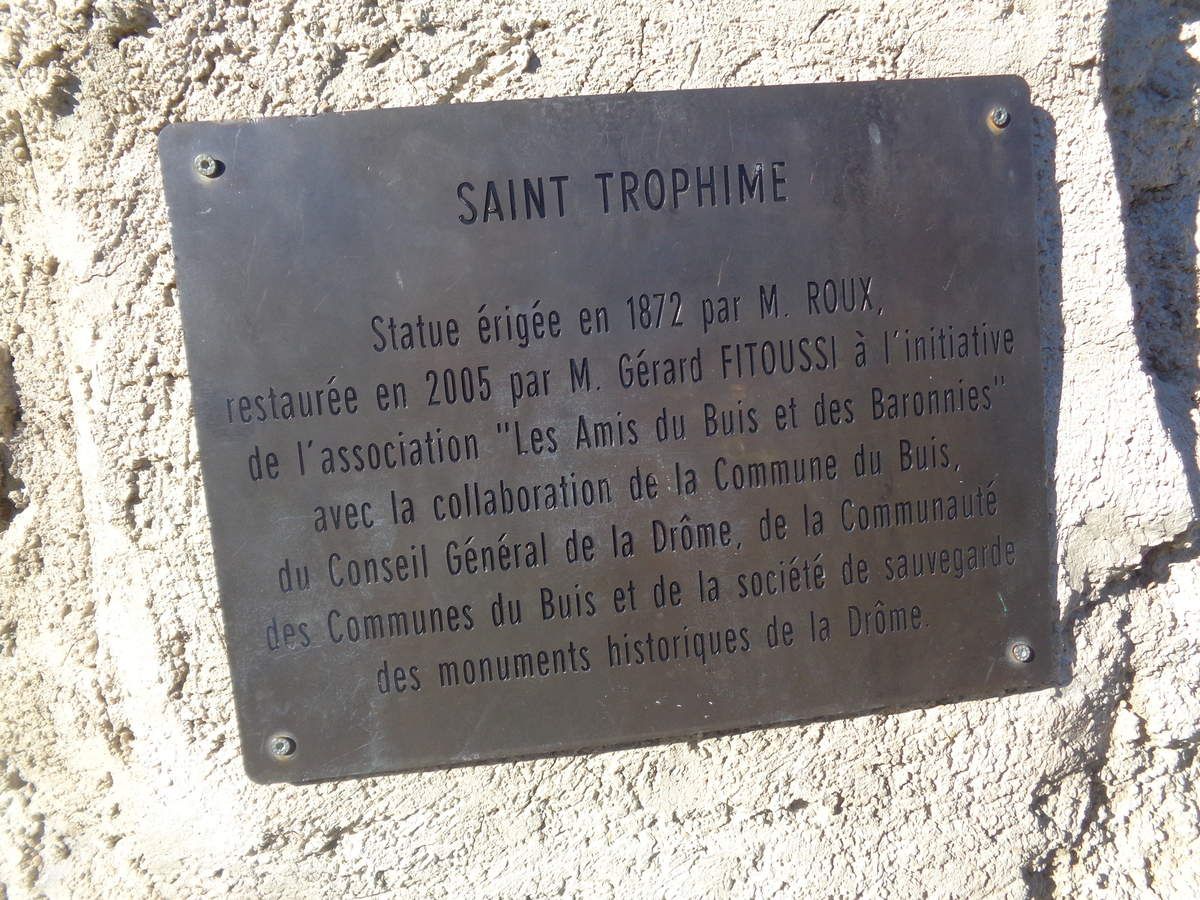 SAINT TROPHIME
Statue érigée en 1872 par M. ROUX,
restaurée en 2005 par M. Gérard FITOUSSI à l'initiative
de l'association "Les Amis du Buis et des Baronnies"
avec la collaboration de la Commune du Buis,
du Conseil Général de la Drôme, de la Communauté
des Communes du Buis et de la société de sauvegarde
des monuments historiques de la Drôme.